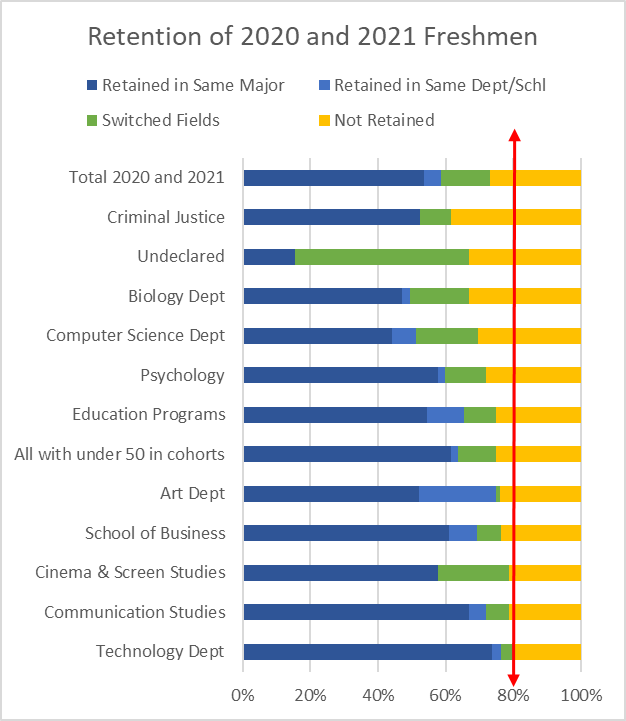 Retention of 2020 and 2021 Freshmen
Retained in Same Major
Retained in Same Dept/Schl
Switched Fields
Not Retained
Total 2020 and 2021
Criminal Justice
Undeclared
Biology Dept
Computer Science Dept
Psychology
Education Programs
All with under 50 in cohorts
Art Dept
School of Business
Cinema & Screen Studies
Communication Studies
Technology Dept
0% 20% 40% 60% 80% 100%